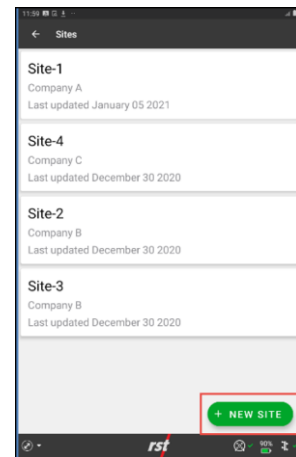 11:59
Sites
Site-1
Company A
Last updated January 05 2021
Site-4
Company C
Last updated December 30 2020
Site-2
Company B
Last updated December 30 2020
Site-3
Company B
Last updated December 30 2020
+ NEW SITE
rst
90%